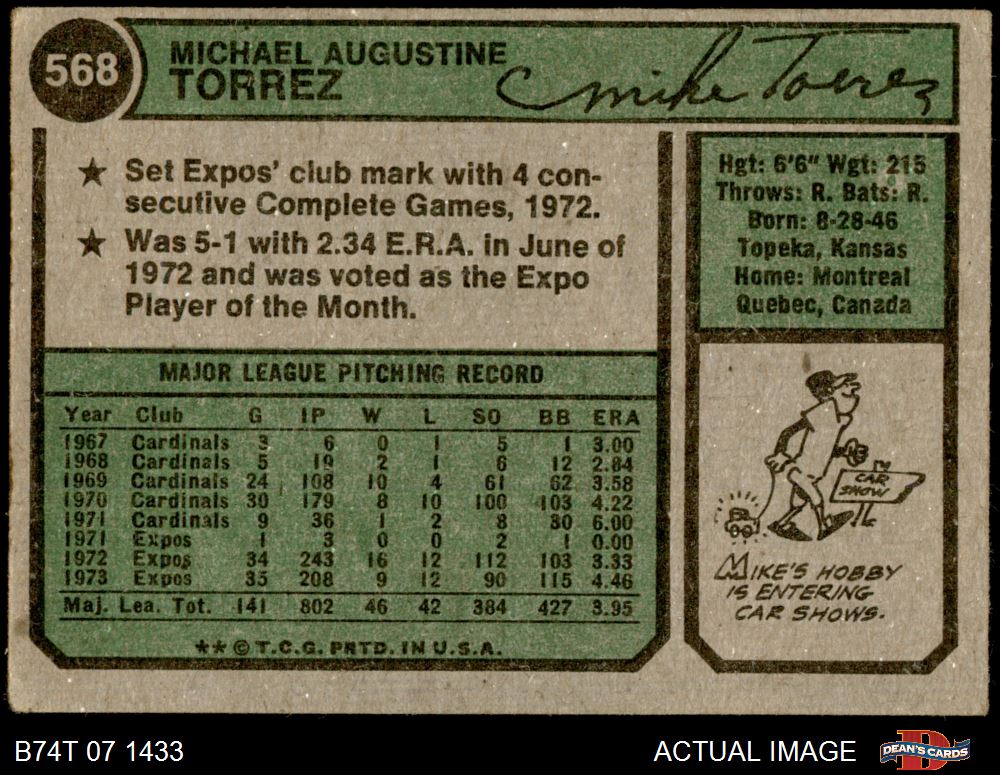 568
MICHAEL AUGUSTINE
TORREZ
Mike Torrez
★ Set Expos' club mark with 4 con-
secutive Complete Games, 1972.
★ Was 5-1 with 2.34 E.R.A. in June of
1972 and was voted as the Expo
Player of the Month.
Hgt: 6'6" Wgt: 215
Throws: R. Bats: R.
Born: 8-28-46
Topeka, Kansas
Home: Montreal
Quebec, Canada
MAJOR LEAGUE PITCHING RECORD
Year Club G IP W L SO BB ERA
1967 Cardinals 3 6 0 1 5 1 3.00
1968 Cardinals 5 19 2 1 6 12 2.84
1969 Cardinals 24 108 10 4 61 62 3.58
1970 Cardinals 30 179 8 10 100 103 4.22
1971 Cardinals 9 36 1 2 8 30 6.00
1971 Expos 1 3 0 0 2 1 0.00
1972 Expos 34 243 16 12 112 103 3.33
1973 Expos 35 208 9 12 90 115 4.46
Maj. Lea. Tot. 141 802 46 42 384 427 3.95
**© T.C.G. PRTD. IN U.S.A.
CAR
SHOW
MIKE'S HOBBY
IS ENTERING
CAR SHOWS.
B74T 07 1433
ACTUAL IMAGE
DEAN'S CARDS